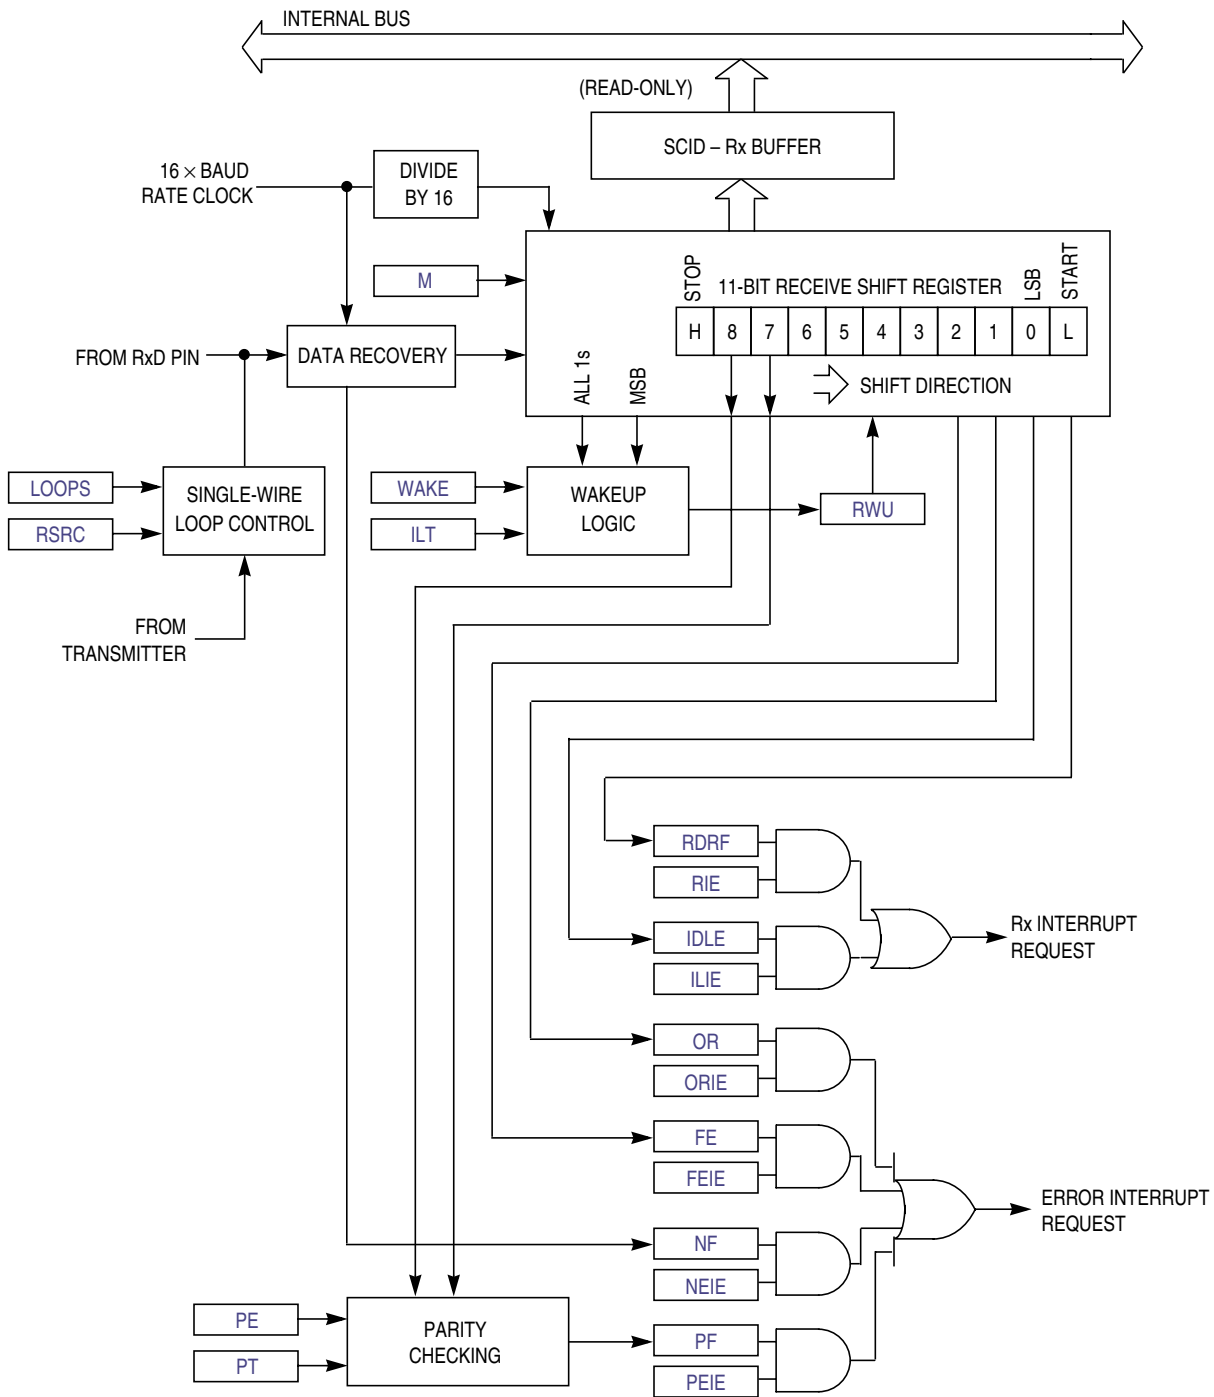 INTERNAL BUS
(READ-ONLY)
SCID – Rx BUFFER
16 × BAUD
RATE CLOCK
DIVIDE
BY 16
M
STOP
11-BIT RECEIVE SHIFT REGISTER
LSB
START
H 8 7 6 5 4 3 2 1 0 L
FROM RxD PIN
DATA RECOVERY
ALL 1s
MSB
SHIFT DIRECTION
LOOPS
RSRC
SINGLE-WIRE
LOOP CONTROL
WAKE
ILT
WAKEUP
LOGIC
RWU
FROM
TRANSMITTER
RDRF
RIE
IDLE
ILIE
Rx INTERRUPT
REQUEST
OR
ORIE
FE
FEIE
ERROR INTERRUPT
REQUEST
NF
NEIE
PE
PT
PARITY
CHECKING
PF
PEIE